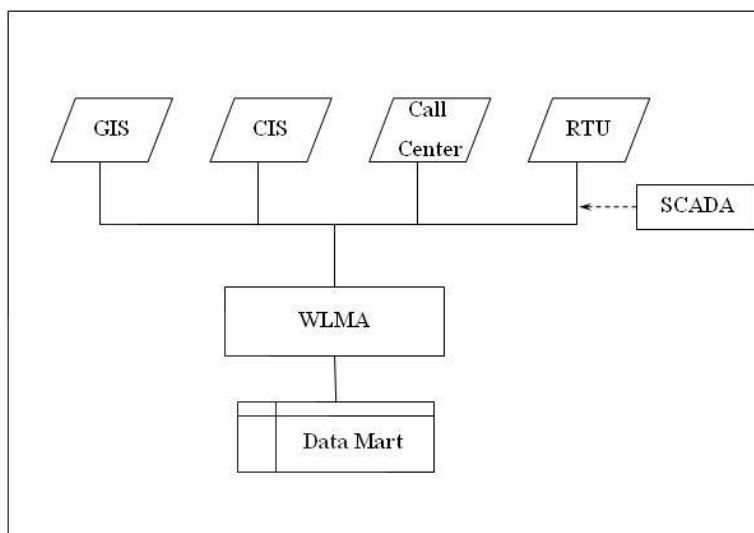 GIS
CIS
Call
Center
RTU
SCADA
WLMA
Data Mart